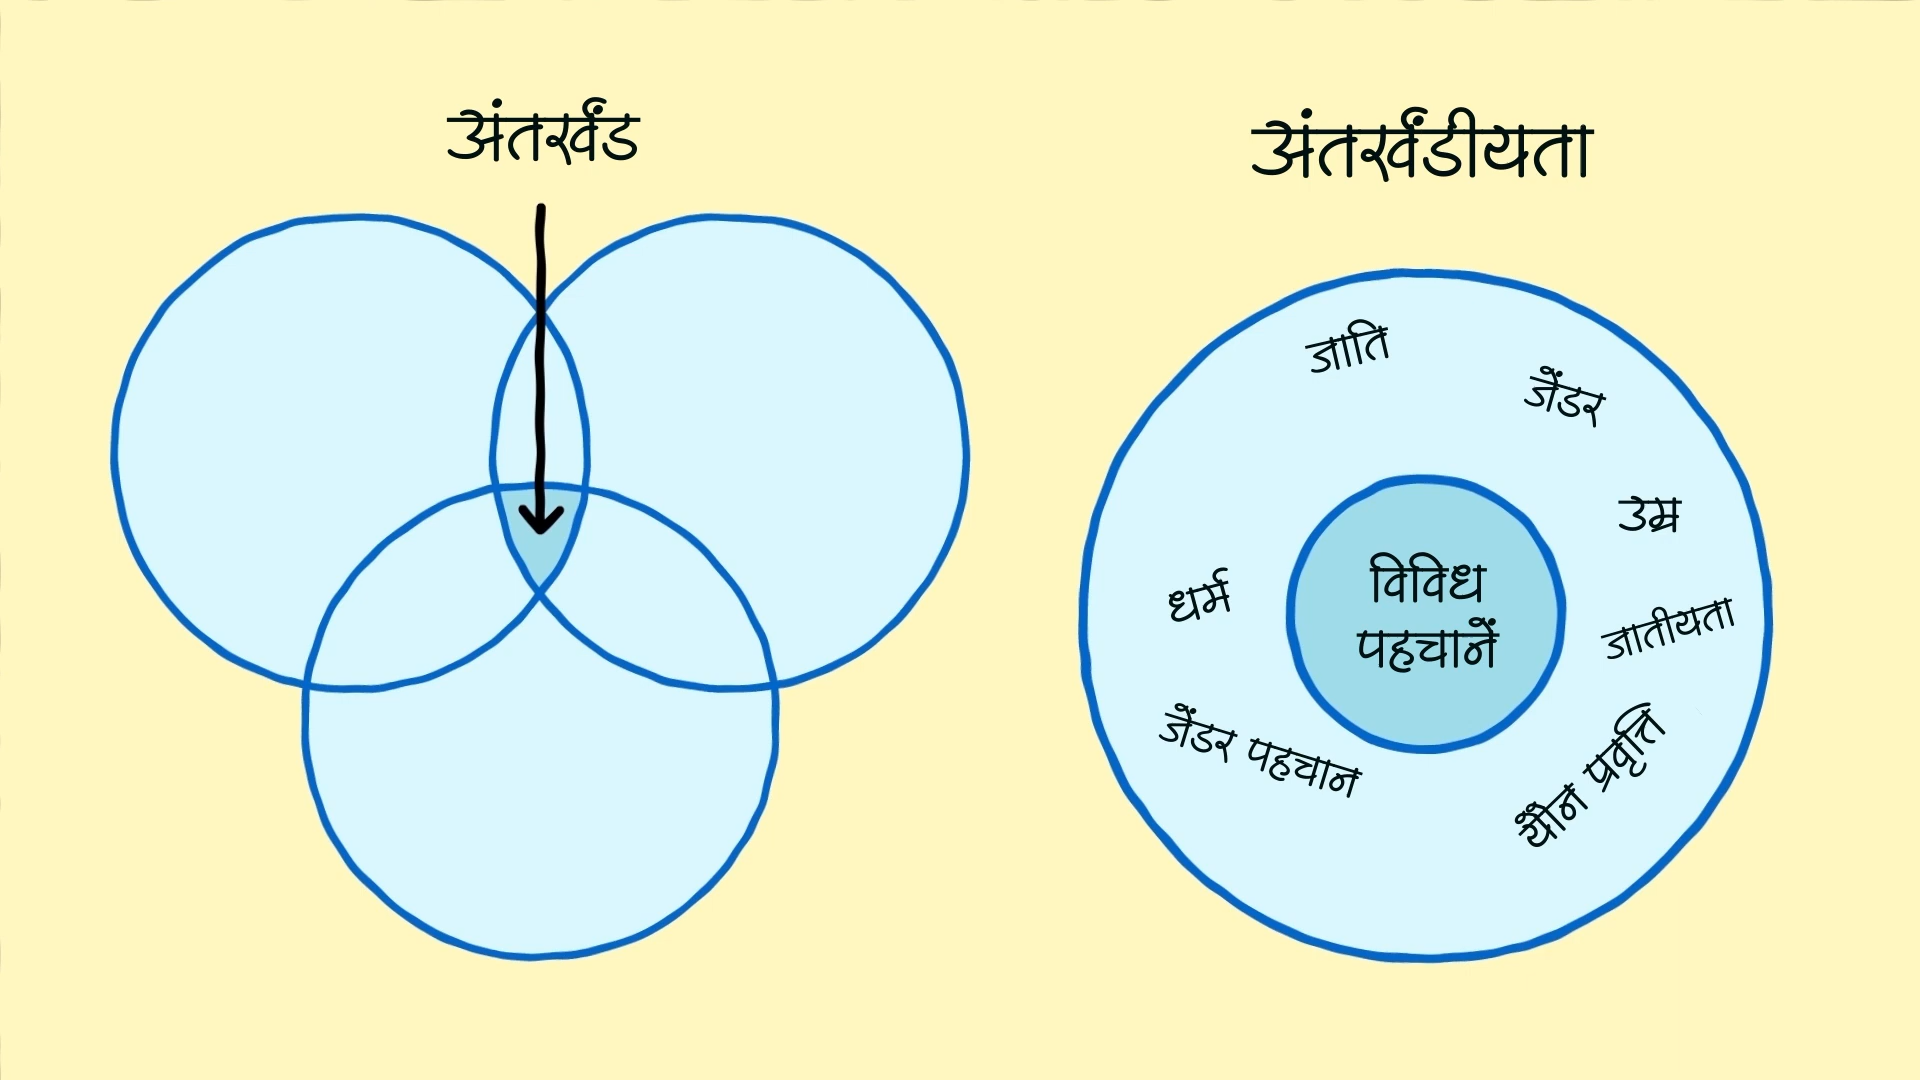 अंतर्खंड
अंतर्खंडीयता
जाति
जेंडर
उम्र
धर्म
विविध
पहचानें
जातीयता
जेंडर पहचान
यौन प्रवृत्ति